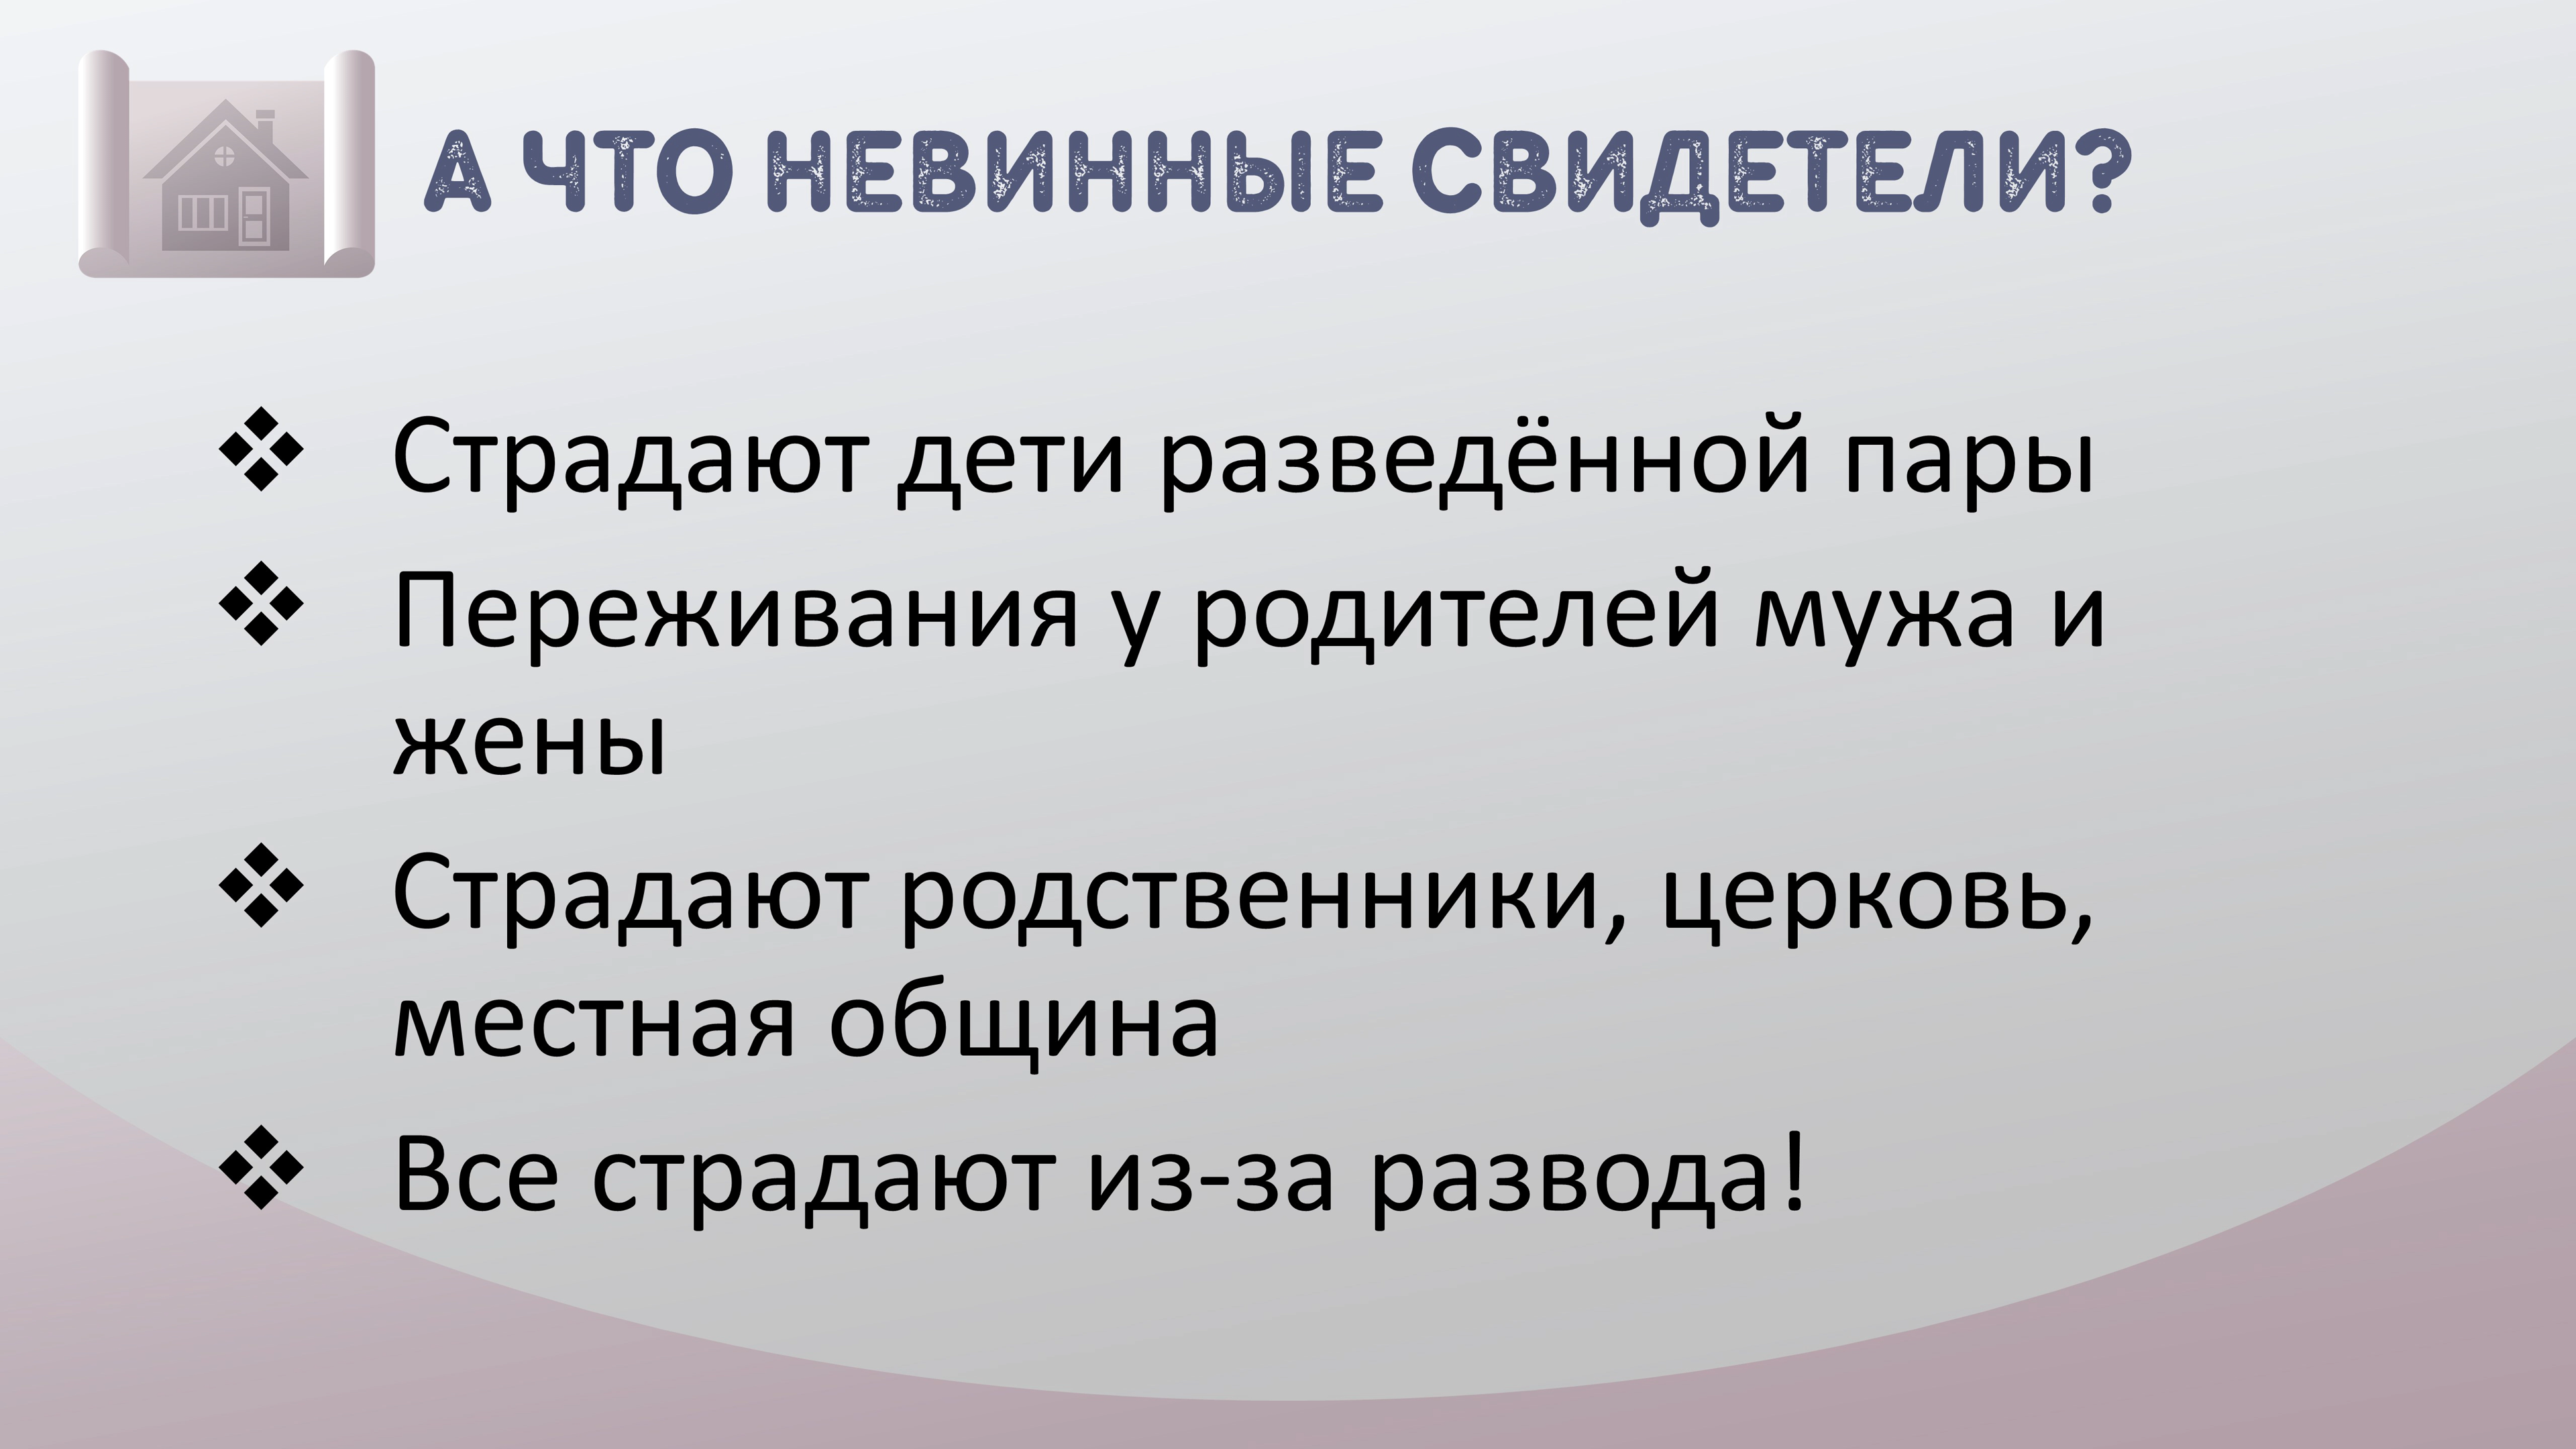 А ЧТО НЕВИННЫЕ СВИДЕТЕЛИ?
❖ Страдают дети разведённой пары
❖ Переживания у родителей мужа и
жены
❖ Страдают родственники, церковь,
местная община
❖ Все страдают из-за развода!